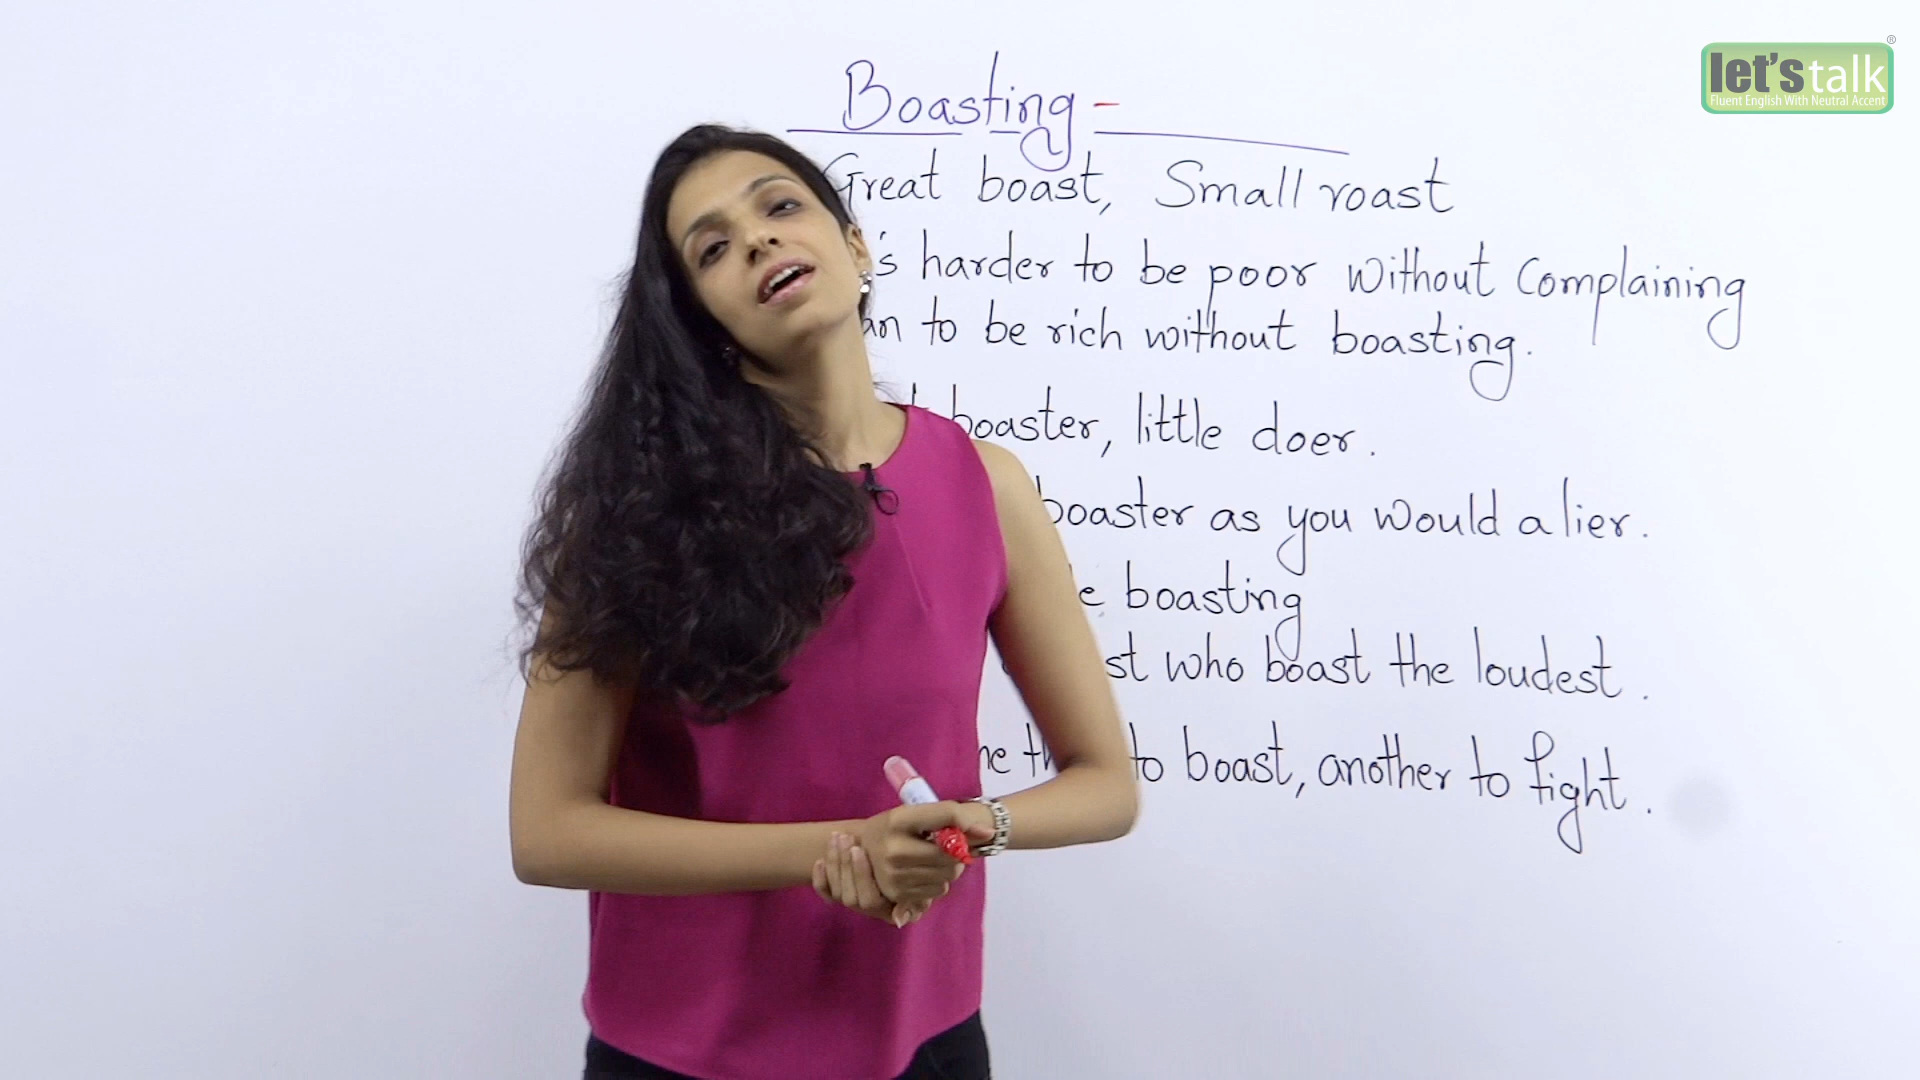 let's talk ®
Fluent English With Neutral Accent
Boasting -
Great boast, Small roast
's harder to be poor without Complaining
an to be rich without boasting.
boaster, little doer.
boaster as you would a lier.
e boasting
st who boast the loudest.
to boast, another to fight.